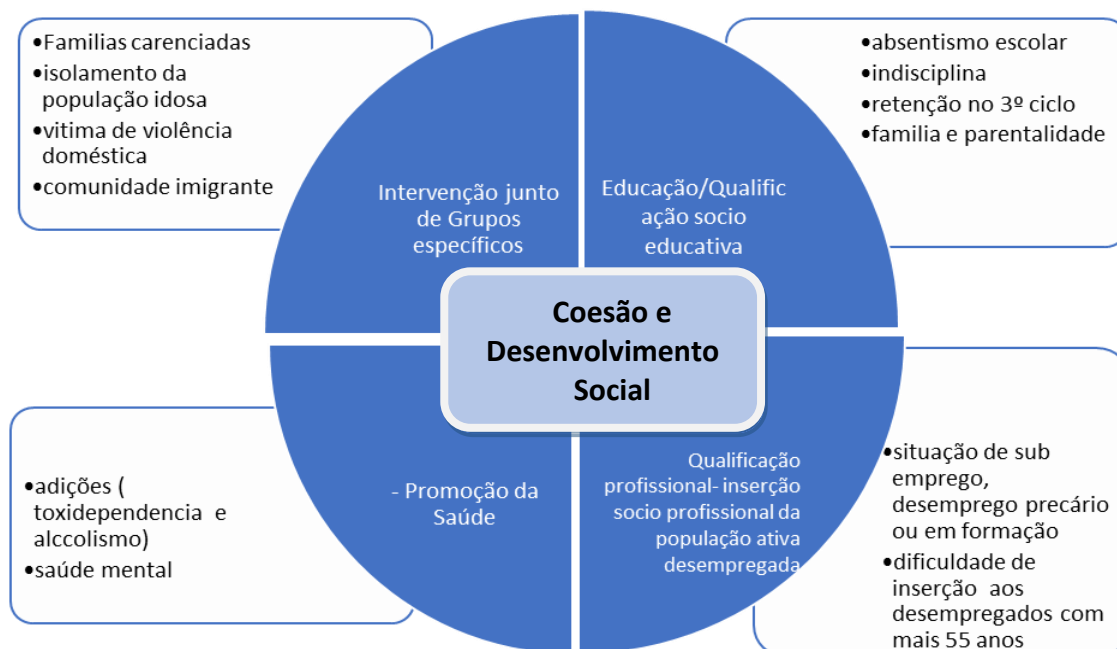 •Familias carenciadas
•isolamento da
população idosa
•vitima de violência
doméstica
•comunidade imigrante
Intervenção junto
de Grupos
específicos
•absentismo escolar
•indisciplina
•retenção no 3º ciclo
•familia e parentalidade
Educação/Qualific
ação socio
educativa
Coesão e
Desenvolvimento
Social
•adições (
toxidependencia e
alccolismo)
•saúde mental
- Promoção da
Saúde
Qualificação
profissional- inserção
socio profissional da
população ativa
desempregada
•situação de sub
emprego,
desemprego precário
ou em formação
•dificuldade de
inserção aos
desempregados com
mais 55 anos